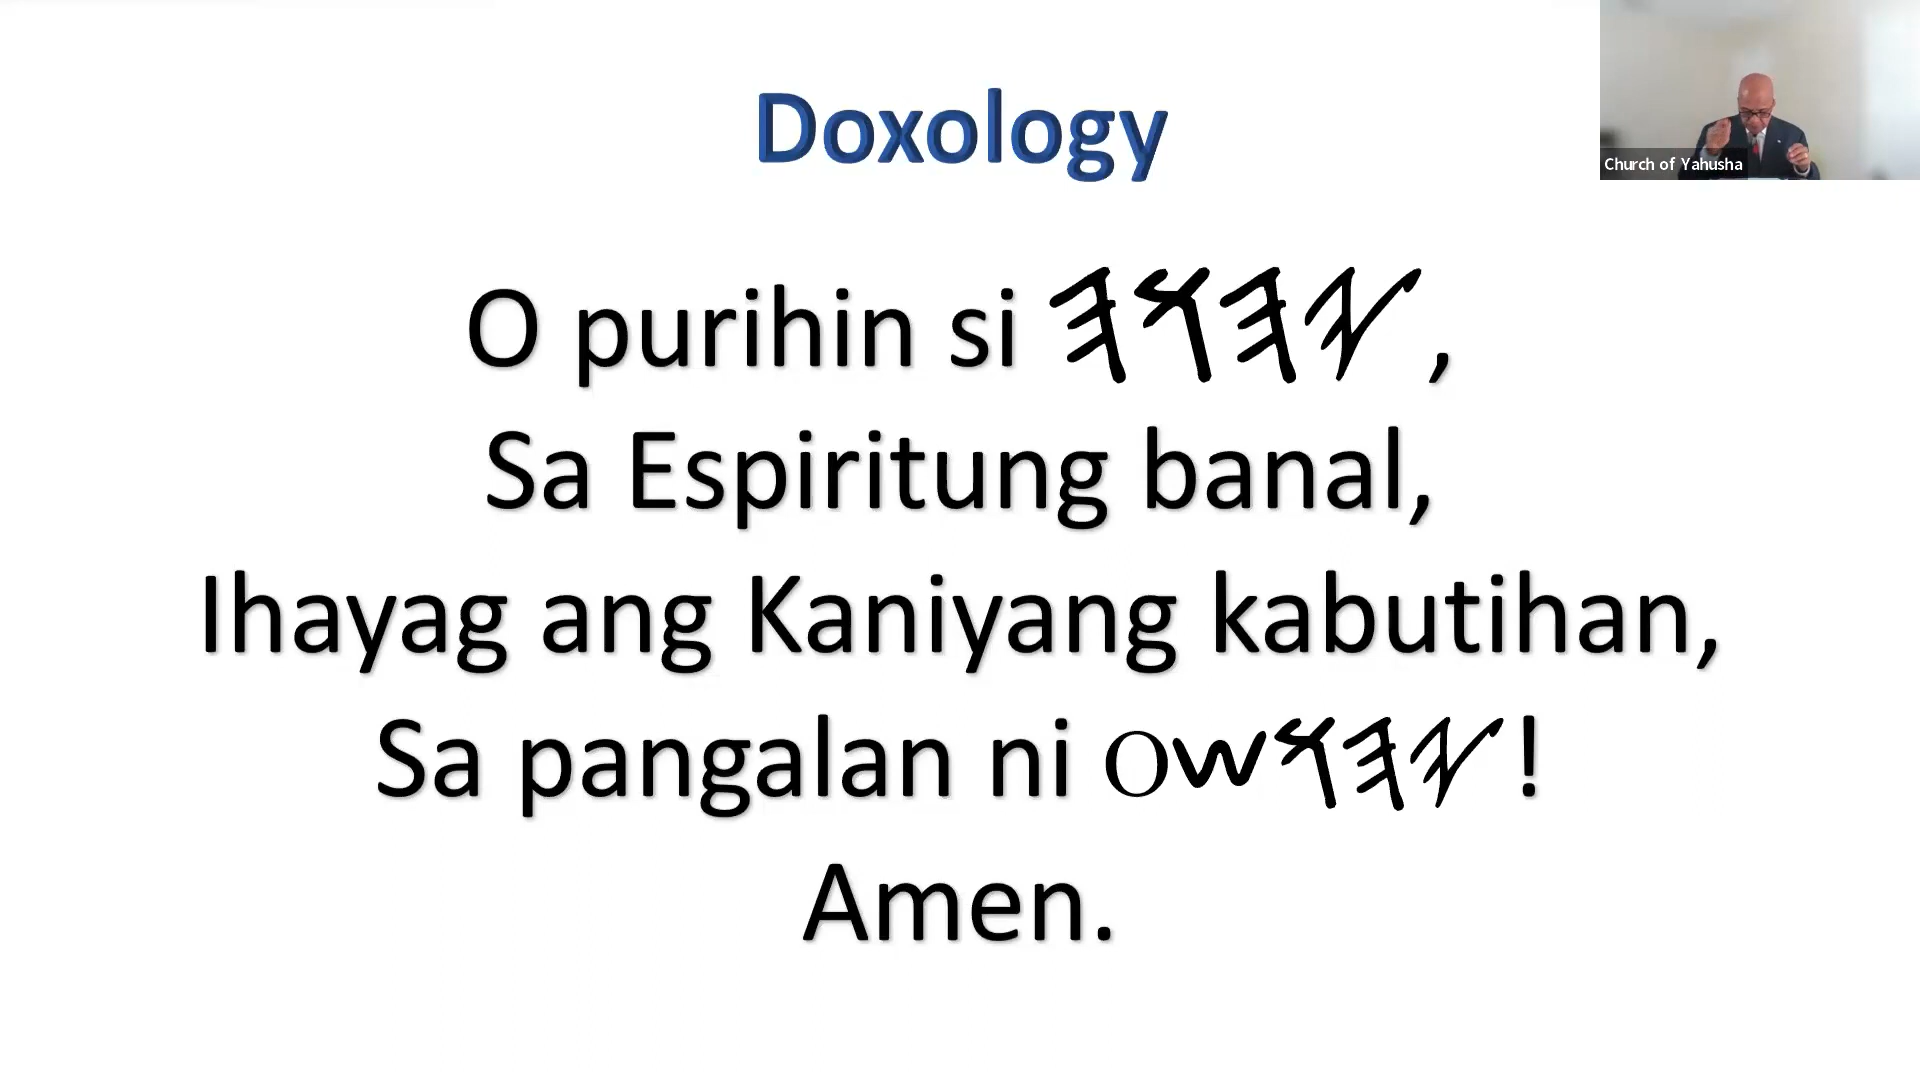 Doxology
Church of Yahusha
O purihin si 𐤉𐤄𐤅𐤄,
Sa Espiritung banal,
Ihayag ang Kaniyang kabutihan,
Sa pangalan ni 𐤉𐤄𐤅𐤔𐤏!
Amen.